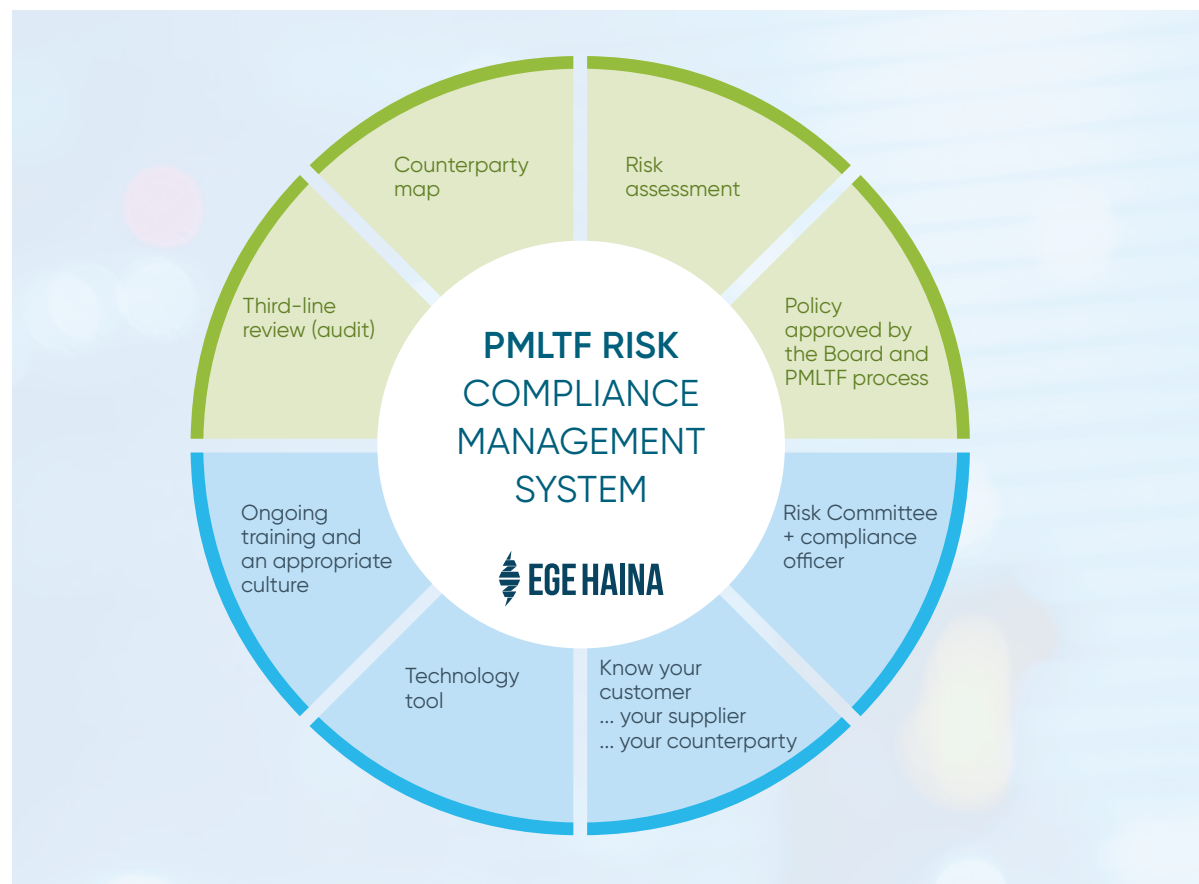 Counterparty
map
Risk
assessment
Third-line
review (audit)
Policy
approved by
the Board and
PMLTF process
PMLTF RISK
COMPLIANCE
MANAGEMENT
SYSTEM
EGE HAINA
Ongoing
training and
an appropriate
culture
Risk Committee
+ compliance
officer
Technology
tool
Know your
customer
... your supplier
... your counterparty